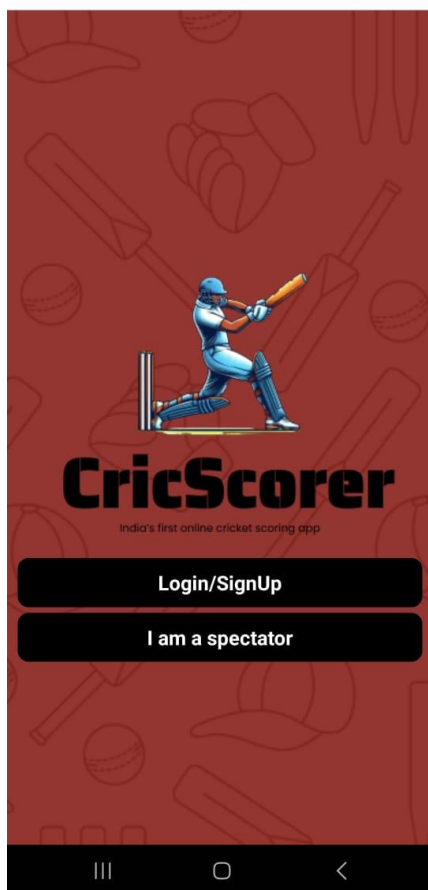 CricScorer
India's first online cricket scoring app
Login/SignUp
I am a spectator